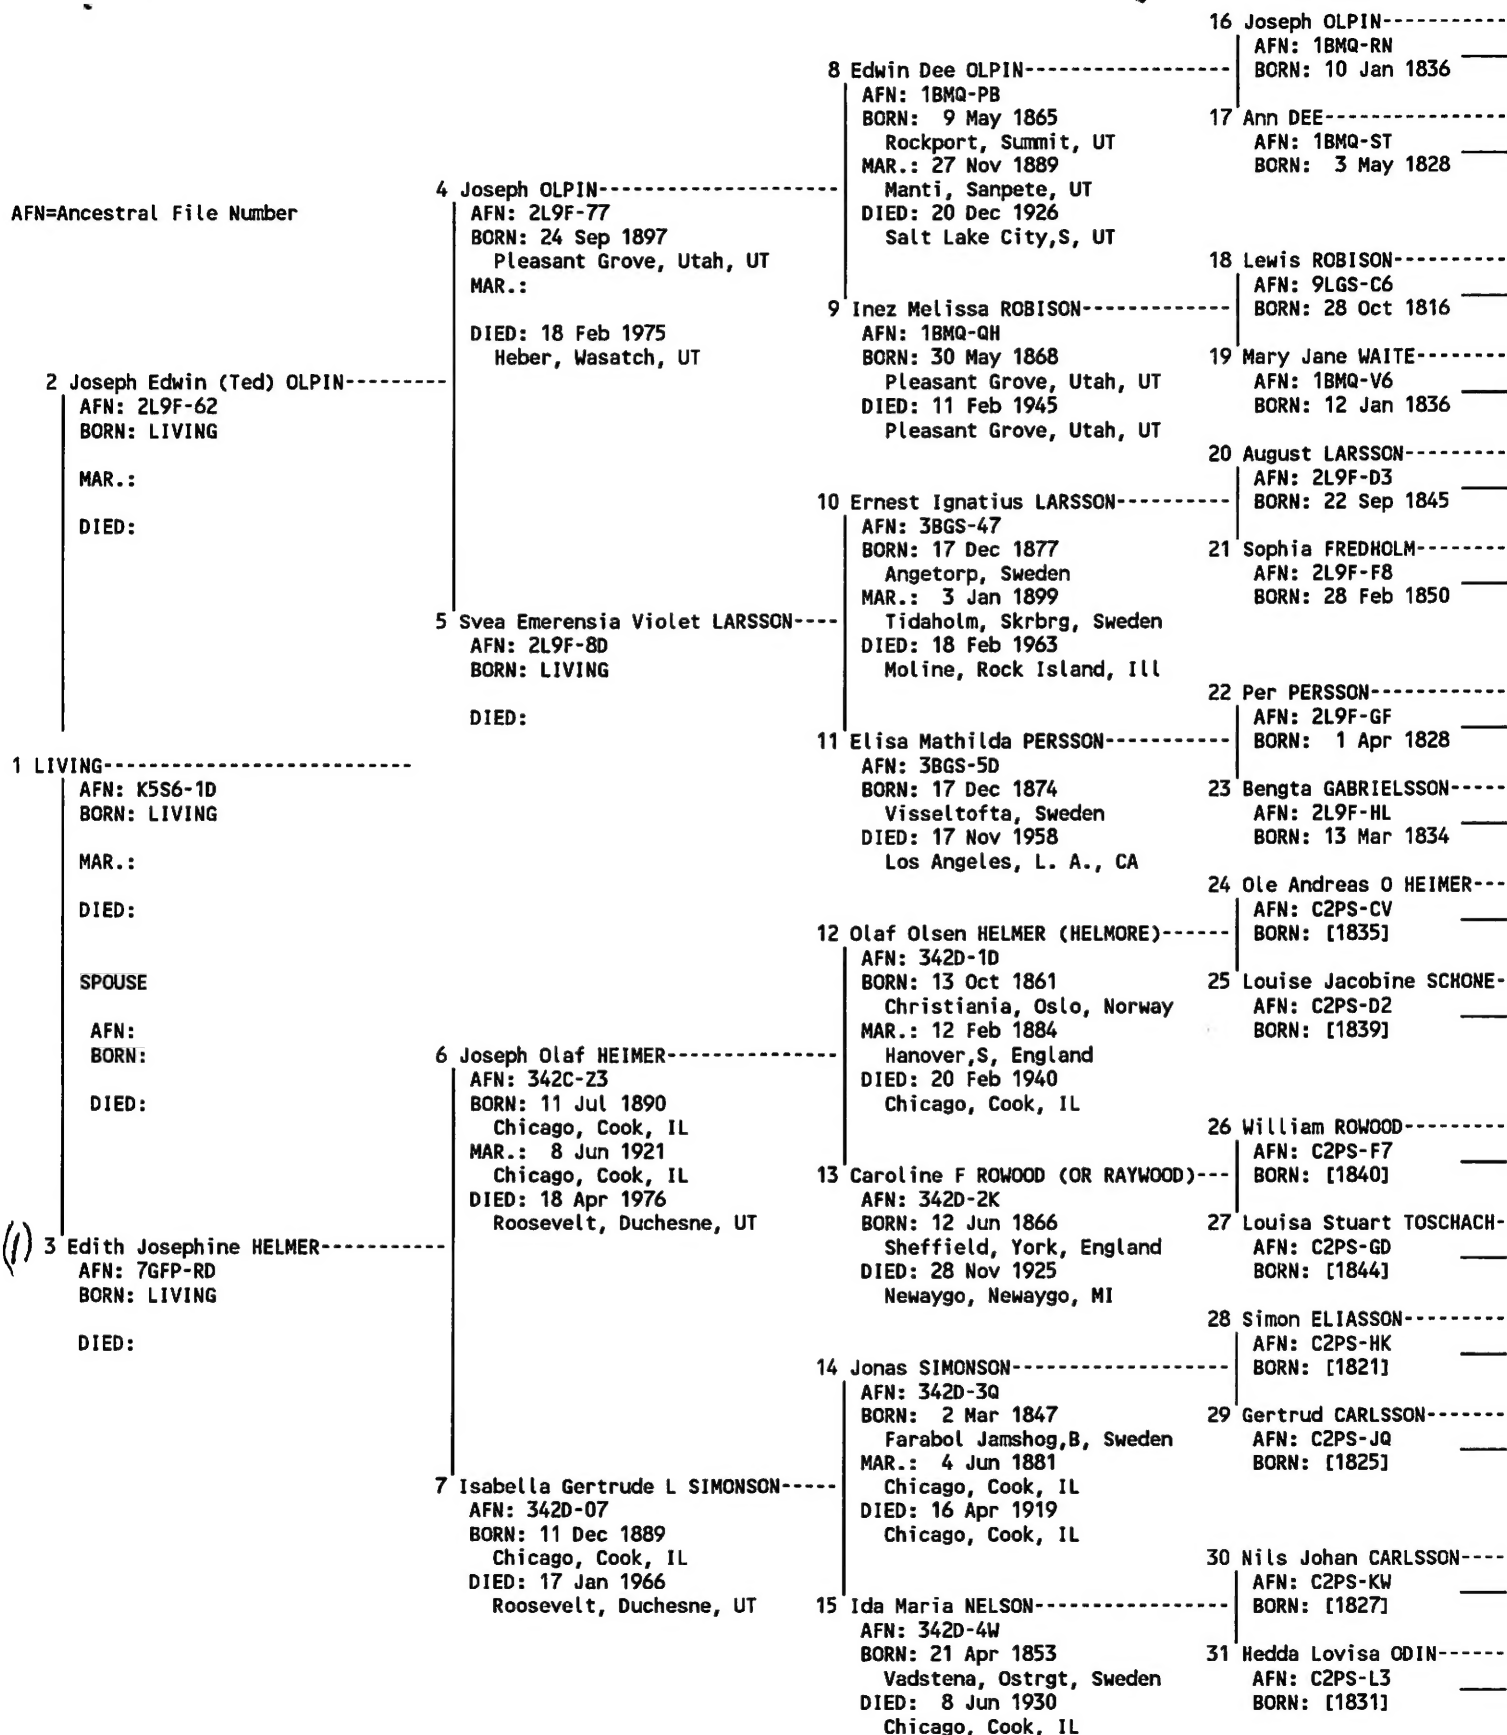 AFN=Ancestral File Number
1 LIVING---------------------------
AFN: K5S6-1D
BORN: LIVING
MAR.:
DIED:
SPOUSE
AFN:
BORN:
DIED:
2 Joseph Edwin (Ted) OLPIN---------
AFN: 2L9F-62
BORN: LIVING
MAR.:
DIED:
(1) 3 Edith Josephine HELMER-----------
AFN: 7GFP-RD
BORN: LIVING
DIED:
4 Joseph OLPIN---------------------
AFN: 2L9F-77
BORN: 24 Sep 1897
Pleasant Grove, Utah, UT
MAR.:
DIED: 18 Feb 1975
Heber, Wasatch, UT
5 Svea Emerensia Violet LARSSON----
AFN: 2L9F-8D
BORN: LIVING
DIED:
6 Joseph Olaf HEIMER---------------
AFN: 342C-Z3
BORN: 11 Jul 1890
Chicago, Cook, IL
MAR.: 8 Jun 1921
Chicago, Cook, IL
DIED: 18 Apr 1976
Roosevelt, Duchesne, UT
7 Isabella Gertrude L SIMONSON-----
AFN: 342D-07
BORN: 11 Dec 1889
Chicago, Cook, IL
DIED: 17 Jan 1966
Roosevelt, Duchesne, UT
8 Edwin Dee OLPIN------------------
AFN: 1BMQ-PB
BORN: 9 May 1865
Rockport, Summit, UT
MAR.: 27 Nov 1889
Manti, Sanpete, UT
DIED: 20 Dec 1926
Salt Lake City,S, UT
9 Inez Melissa ROBISON-------------
AFN: 1BMQ-QH
BORN: 30 May 1868
Pleasant Grove, Utah, UT
DIED: 11 Feb 1945
Pleasant Grove, Utah, UT
10 Ernest Ignatius LARSSON----------
AFN: 3BGS-47
BORN: 17 Dec 1877
Angetorp, Sweden
MAR.: 3 Jan 1899
Tidaholm, Skrbrg, Sweden
DIED: 18 Feb 1963
Moline, Rock Island, Ill
11 Elisa Mathilda PERSSON-----------
AFN: 3BGS-5D
BORN: 17 Dec 1874
Visseltofta, Sweden
DIED: 17 Nov 1958
Los Angeles, L. A., CA
12 Olaf Olsen HELMER (HELMORE)------
AFN: 342D-1D
BORN: 13 Oct 1861
Christiania, Oslo, Norway
MAR.: 12 Feb 1884
Hanover,S, England
DIED: 20 Feb 1940
Chicago, Cook, IL
13 Caroline F ROWOOD (OR RAYWOOD)---
AFN: 342D-2K
BORN: 12 Jun 1866
Sheffield, York, England
DIED: 28 Nov 1925
Newaygo, Newaygo, MI
14 Jonas SIMONSON-------------------
AFN: 342D-3Q
BORN: 2 Mar 1847
Farabol Jamshog,B, Sweden
MAR.: 4 Jun 1881
Chicago, Cook, IL
DIED: 16 Apr 1919
Chicago, Cook, IL
15 Ida Maria NELSON-----------------
AFN: 342D-4W
BORN: 21 Apr 1853
Vadstena, Ostrgt, Sweden
DIED: 8 Jun 1930
Chicago, Cook, IL
16 Joseph OLPIN-----------
AFN: 1BMQ-RN
BORN: 10 Jan 1836
17 Ann DEE----------------
AFN: 1BMQ-ST
BORN: 3 May 1828
18 Lewis ROBISON----------
AFN: 9LGS-C6
BORN: 28 Oct 1816
19 Mary Jane WAITE--------
AFN: 1BMQ-V6
BORN: 12 Jan 1836
20 August LARSSON---------
AFN: 2L9F-D3
BORN: 22 Sep 1845
21 Sophia FREDHOLM--------
AFN: 2L9F-F8
BORN: 28 Feb 1850
22 Per PERSSON------------
AFN: 2L9F-GF
BORN: 1 Apr 1828
23 Bengta GABRIELSSON-----
AFN: 2L9F-HL
BORN: 13 Mar 1834
24 Ole Andreas O HEIMER---
AFN: C2PS-CV
BORN: [1835]
25 Louise Jacobine SCHONE-
AFN: C2PS-D2
BORN: [1839]
26 William ROWOOD---------
AFN: C2PS-F7
BORN: [1840]
27 Louisa Stuart TOSCHACH-
AFN: C2PS-GD
BORN: [1844]
28 Simon ELIASSON---------
AFN: C2PS-HK
BORN: [1821]
29 Gertrud CARLSSON-------
AFN: C2PS-JQ
BORN: [1825]
30 Nils Johan CARLSSON----
AFN: C2PS-KW
BORN: [1827]
31 Hedda Lovisa ODIN------
AFN: C2PS-L3
BORN: [1831]